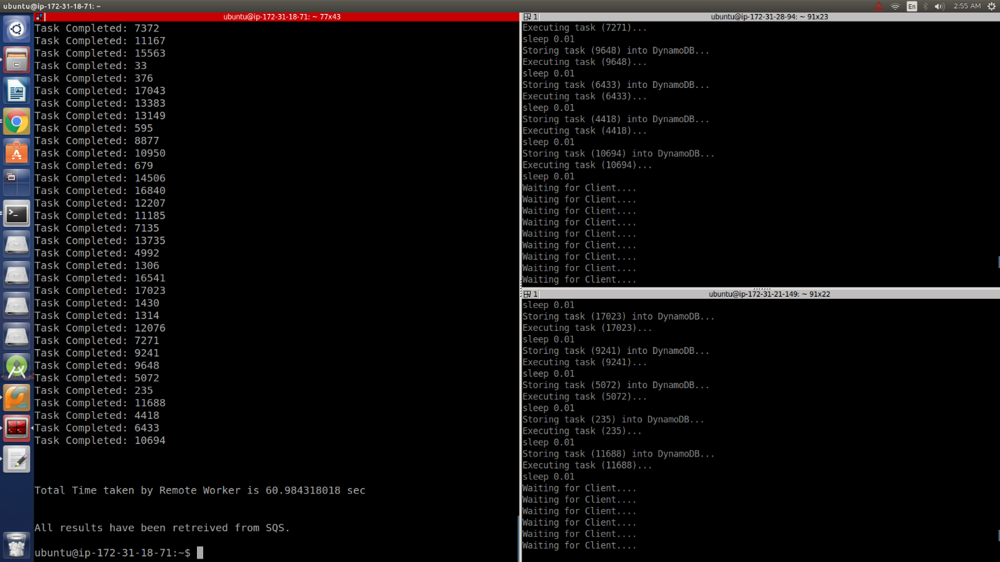 ubuntu@ip-172-31-18-71: ~
En
2:55 AM
ubuntu@ip-172-31-18-71: ~ 77x43
Task Completed: 7372
Task Completed: 11167
Task Completed: 15563
Task Completed: 33
Task Completed: 376
Task Completed: 17043
Task Completed: 13383
Task Completed: 13149
Task Completed: 595
Task Completed: 8877
Task Completed: 10950
Task Completed: 679
Task Completed: 14506
Task Completed: 16840
Task Completed: 12207
Task Completed: 11185
Task Completed: 7135
Task Completed: 13735
Task Completed: 4992
Task Completed: 1306
Task Completed: 16541
Task Completed: 17023
Task Completed: 1430
Task Completed: 1314
Task Completed: 12076
Task Completed: 7271
Task Completed: 9241
Task Completed: 9648
Task Completed: 5072
Task Completed: 235
Task Completed: 11688
Task Completed: 4418
Task Completed: 6433
Task Completed: 10694
Total Time taken by Remote Worker is 60.984318018 sec
All results have been retreived from SQS.
ubuntu@ip-172-31-18-71:~$
1
ubuntu@ip-172-31-28-94: ~ 91x23
Executing task (7271)...
sleep 0.01
Storing task (9648) into DynamoDB...
Executing task (9648)...
sleep 0.01
Storing task (6433) into DynamoDB...
Executing task (6433)...
sleep 0.01
Storing task (4418) into DynamoDB...
Executing task (4418)...
sleep 0.01
Storing task (10694) into DynamoDB...
Executing task (10694)...
sleep 0.01
Waiting for Client....
Waiting for Client....
Waiting for Client....
Waiting for Client....
Waiting for Client....
Waiting for Client....
Waiting for Client....
Waiting for Client....
Waiting for Client....
1
ubuntu@ip-172-31-21-149: ~ 91x22
sleep 0.01
Storing task (17023) into DynamoDB...
Executing task (17023)...
sleep 0.01
Storing task (9241) into DynamoDB...
Executing task (9241)...
sleep 0.01
Storing task (5072) into DynamoDB...
Executing task (5072)...
sleep 0.01
Storing task (235) into DynamoDB...
Executing task (235)...
sleep 0.01
Storing task (11688) into DynamoDB...
Executing task (11688)...
sleep 0.01
Waiting for Client....
Waiting for Client....
Waiting for Client....
Waiting for Client....
Waiting for Client....
Waiting for Client....